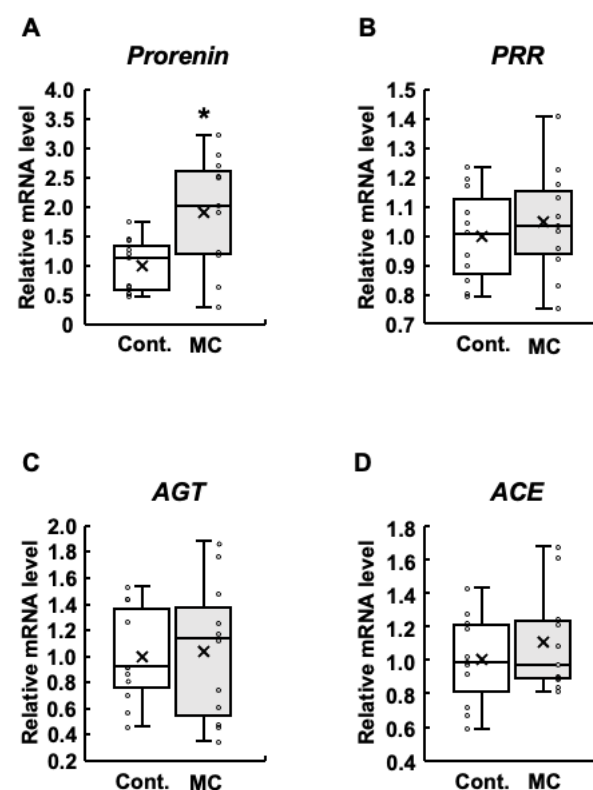 A
Prorenin
Relative mRNA level
4.0
3.5
3.0
2.5
2.0
1.5
1.0
0.5
0
*
Cont. MC
B
PRR
Relative mRNA level
1.5
1.4
1.3
1.2
1.1
1.0
0.9
0.8
0.7
Cont. MC
C
AGT
Relative mRNA level
2.0
1.8
1.6
1.4
1.2
1.0
0.8
0.6
0.4
0.2
Cont. MC
D
ACE
Relative mRNA level
1.8
1.6
1.4
1.2
1.0
0.8
0.6
0.4
Cont. MC